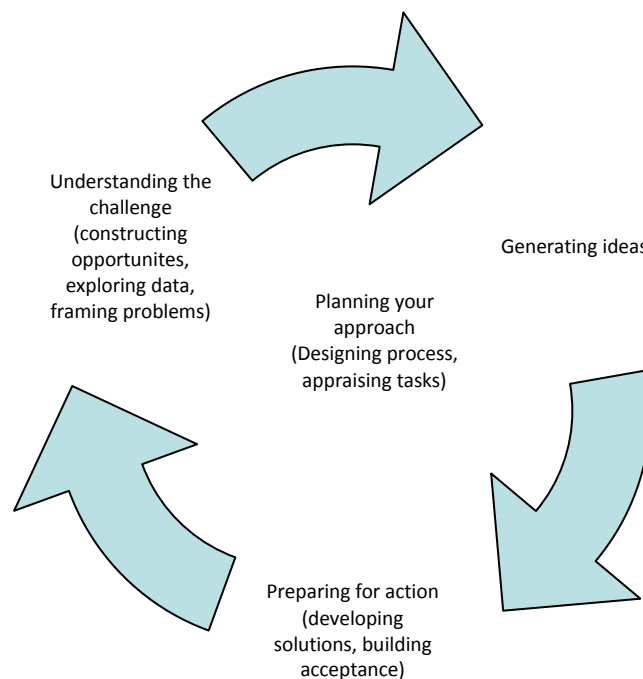 Understanding the
challenge
(constructing
opportunites,
exploring data,
framing problems)
Generating ideas
Planning your
approach
(Designing process,
appraising tasks)
Preparing for action
(developing
solutions, building
acceptance)